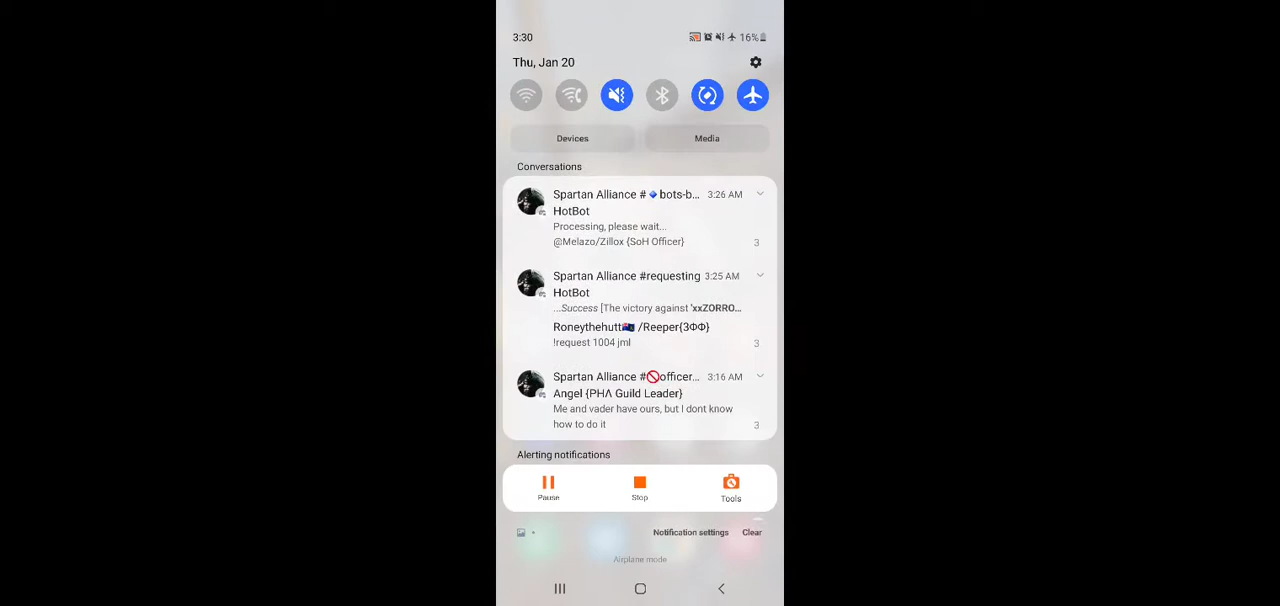 3:30
16%
Thu, Jan 20
Devices
Media
Conversations
Spartan Alliance #🔹bots-b... 3:26 AM
HotBot
Processing, please wait...
@Melazo/Zillox {SoH Officer}
3
Spartan Alliance #requesting 3:25 AM
HotBot
...Success [The victory against 'xxZORRO...
Roneythehutt🇦🇺 /Reeper{3ΦΦ}
!request 1004 jml
3
Spartan Alliance #🚫officer... 3:16 AM
Angel {PHΛ Guild Leader}
Me and vader have ours, but I dont know
how to do it
3
Alerting notifications
Pause
Stop
Tools
Notification settings
Clear
Airplane mode